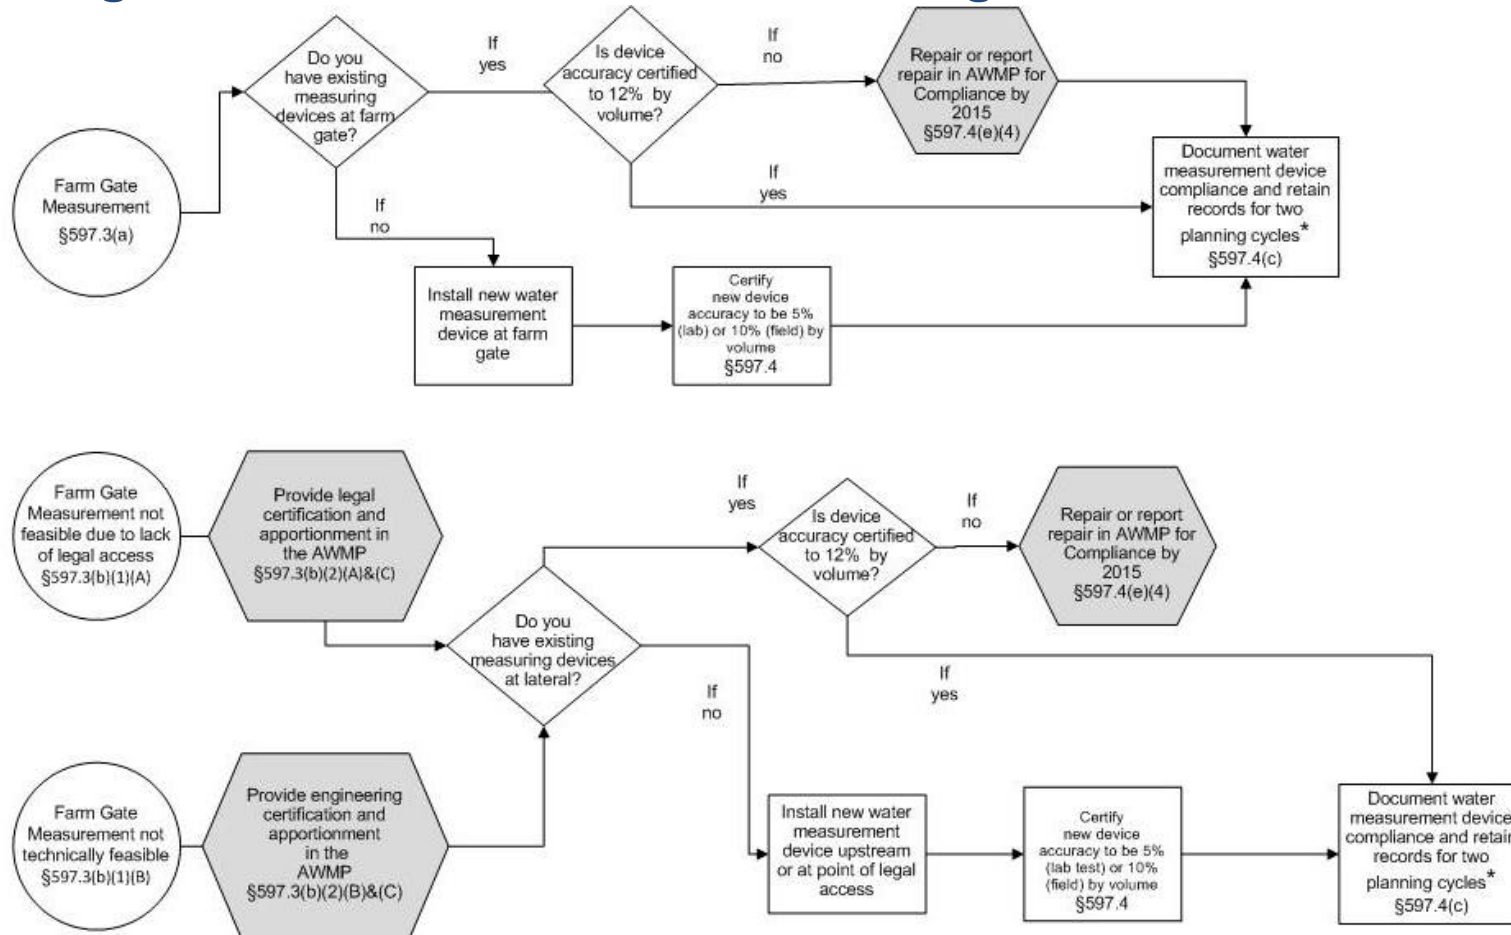 Do you
have existing
measuring
devices at farm
gate?
If
yes
Is device
accuracy certified
to 12% by
volume?
If
no
Repair or report
repair in AWMP for
Compliance by
2015
§597.4(e)(4)
Farm Gate
Measurement
§597.3(a)
If
no
If
yes
Document water
measurement device
compliance and retain
records for two
planning cycles*
§597.4(c)
Install new water
measurement
device at farm
gate
Certify
new device
accuracy to be 5%
(lab) or 10% (field) by
volume
§597.4
Farm Gate
Measurement not
feasible due to lack
of legal access
§597.3(b)(1)(A)
Provide legal
certification and
apportionment in
the AWMP
§597.3(b)(2)(A)&(C)
If
yes
Is device
accuracy certified
to 12% by
volume?
If
no
Repair or report
repair in AWMP for
Compliance by
2015
§597.4(e)(4)
Do you
have existing
measuring devices
at lateral?
If
no
If
yes
Farm Gate
Measurement not
technically feasible
§597.3(b)(1)(B)
Provide engineering
certification and
apportionment
in the
AWMP
§597.3(b)(2)(B)&(C)
Install new water
measurement
device upstream
or at point of legal
access
Certify
new device
accuracy to be 5%
(lab test) or 10%
(field) by volume
§597.4
Document water
measurement device
compliance and retain
records for two
planning cycles*
§597.4(c)